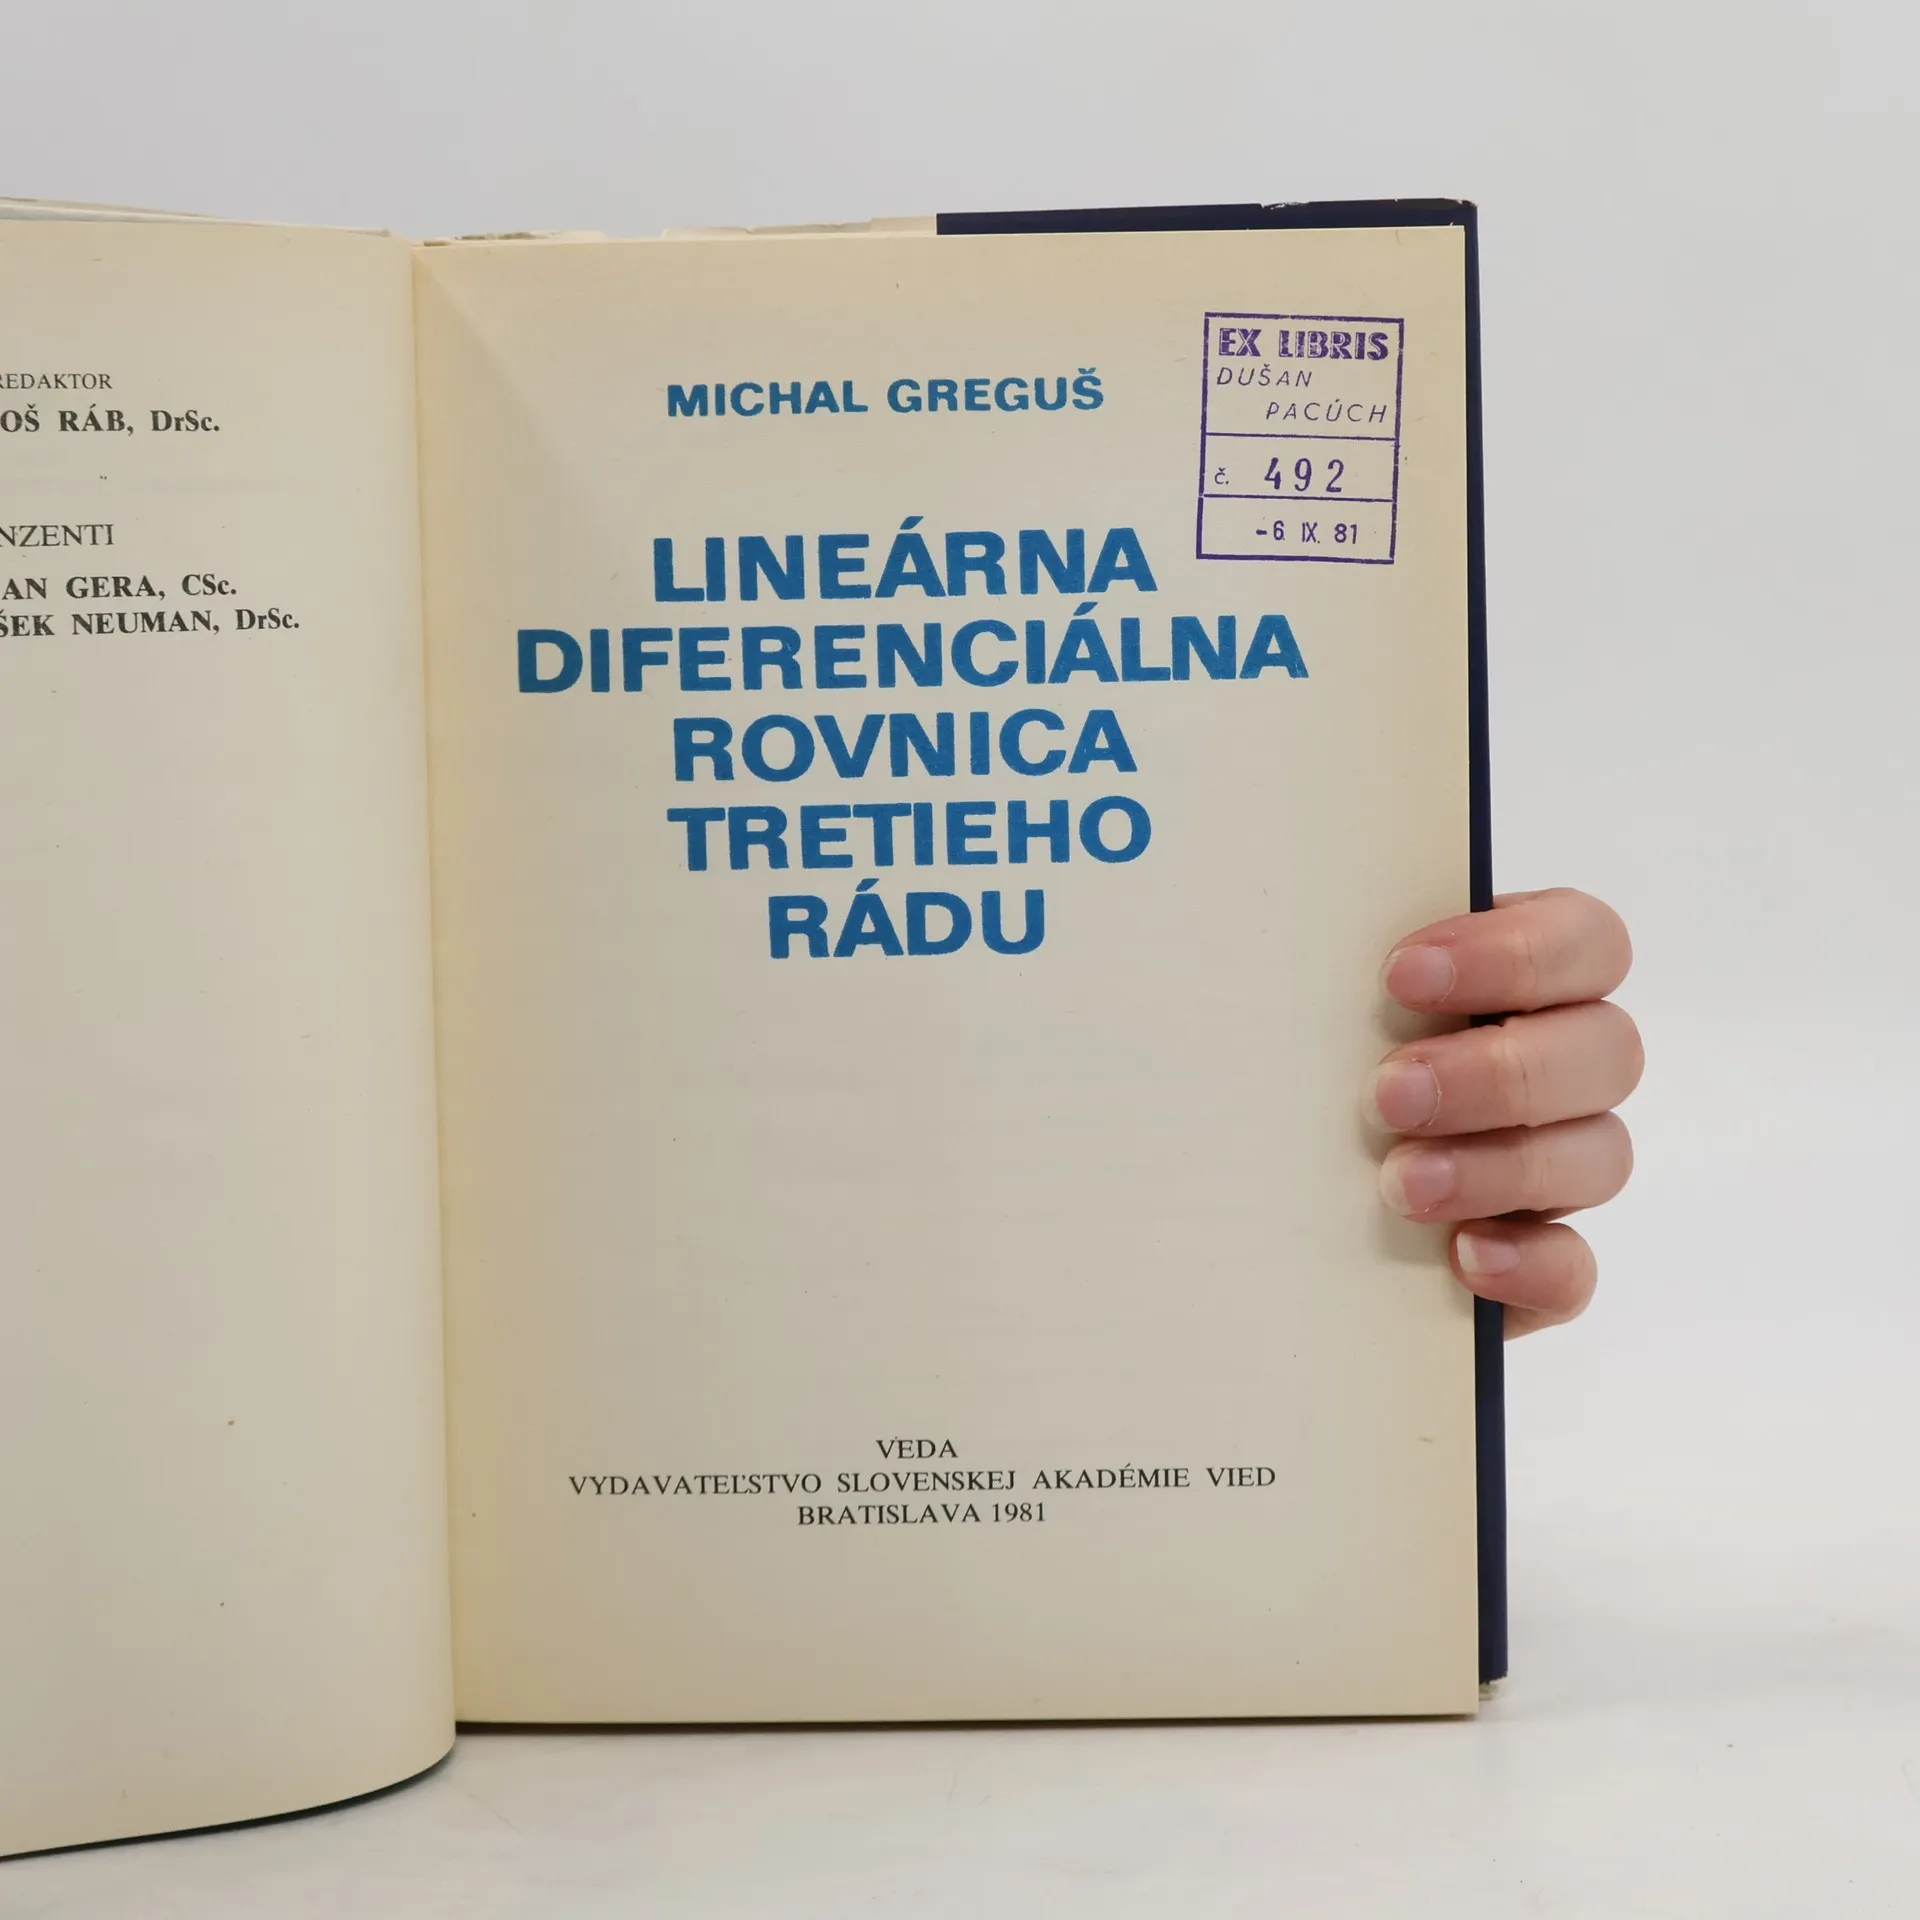 REDAKTOR
OŠ RÁB, DrSc.
NZENTI
AN GERA, CSc.
ŠEK NEUMAN, DrSc.
MICHAL GREGUŠ
EX LIBRIS
DUŠAN
PACÚCH
č. 492
-6. IX. 81
LINEÁRNA
DIFERENCIÁLNA
ROVNICA
TRETIEHO
RÁDU
VEDA
VYDAVATEĽSTVO SLOVENSKEJ AKADÉMIE VIED
BRATISLAVA 1981